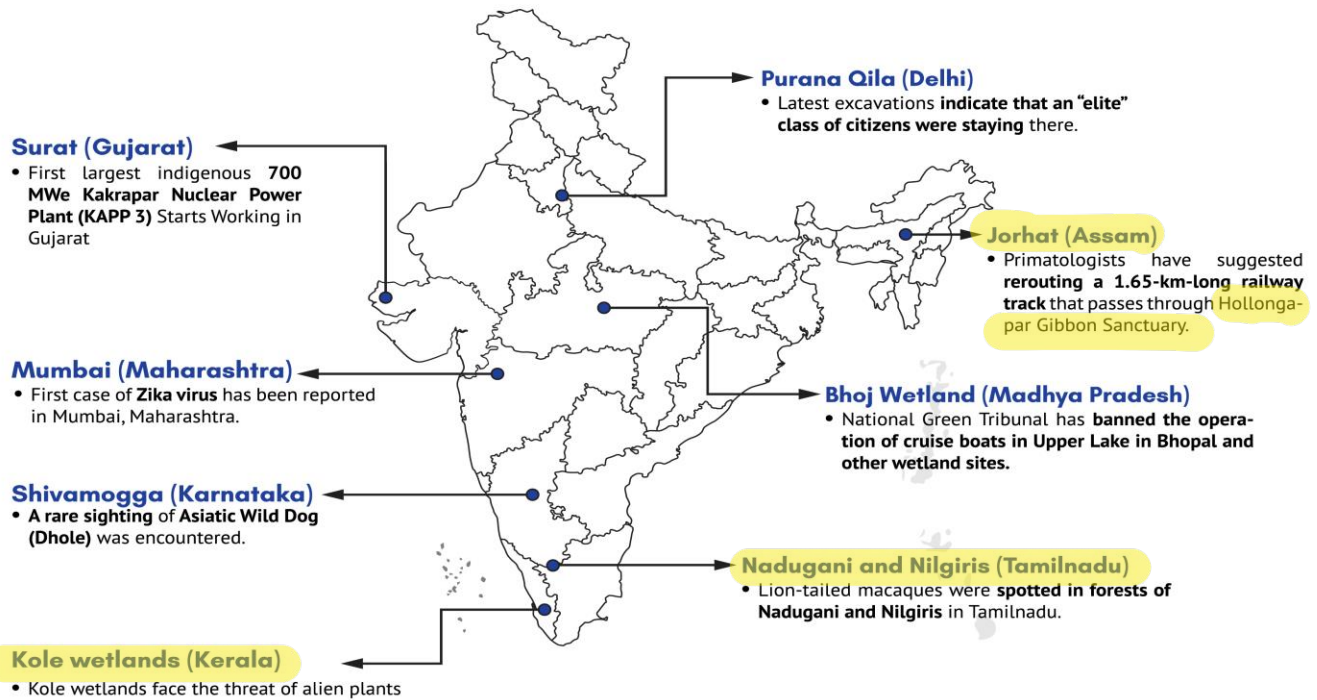 Purana Qila (Delhi)
• Latest excavations indicate that an “elite”
class of citizens were staying there.
Surat (Gujarat)
• First largest indigenous 700
MWe Kakrapar Nuclear Power
Plant (KAPP 3) Starts Working in
Gujarat
Jorhat (Assam)
• Primatologists have suggested
rerouting a 1.65-km-long railway
track that passes through Hollonga-
par Gibbon Sanctuary.
Mumbai (Maharashtra)
• First case of Zika virus has been reported
in Mumbai, Maharashtra.
Bhoj Wetland (Madhya Pradesh)
• National Green Tribunal has banned the opera-
tion of cruise boats in Upper Lake in Bhopal and
other wetland sites.
Shivamogga (Karnataka)
• A rare sighting of Asiatic Wild Dog
(Dhole) was encountered.
Nadugani and Nilgiris (Tamilnadu)
• Lion-tailed macaques were spotted in forests of
Nadugani and Nilgiris in Tamilnadu.
Kole wetlands (Kerala)
• Kole wetlands face the threat of alien plants